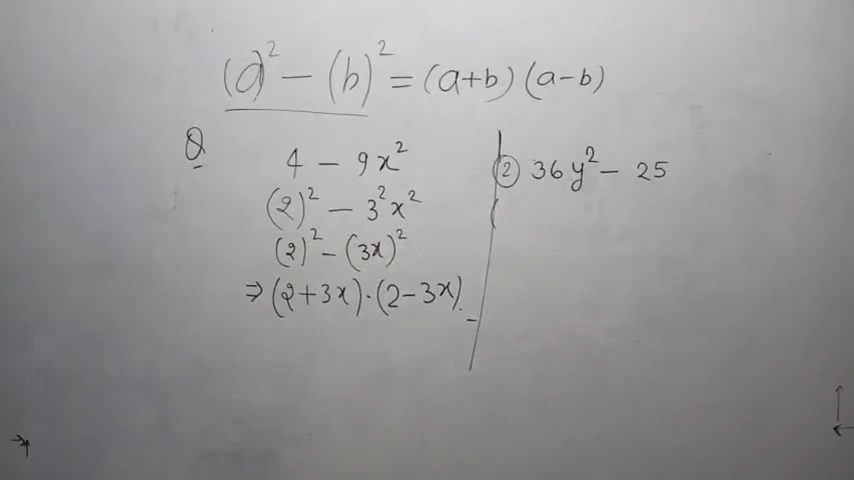 (a)² − (b)² = (a+b) (a−b)
Q
4 − 9x²
(2)² − 3²x²
(2)² − (3x)²
⇒ (2+3x)·(2−3x).
② 36y² − 25
(